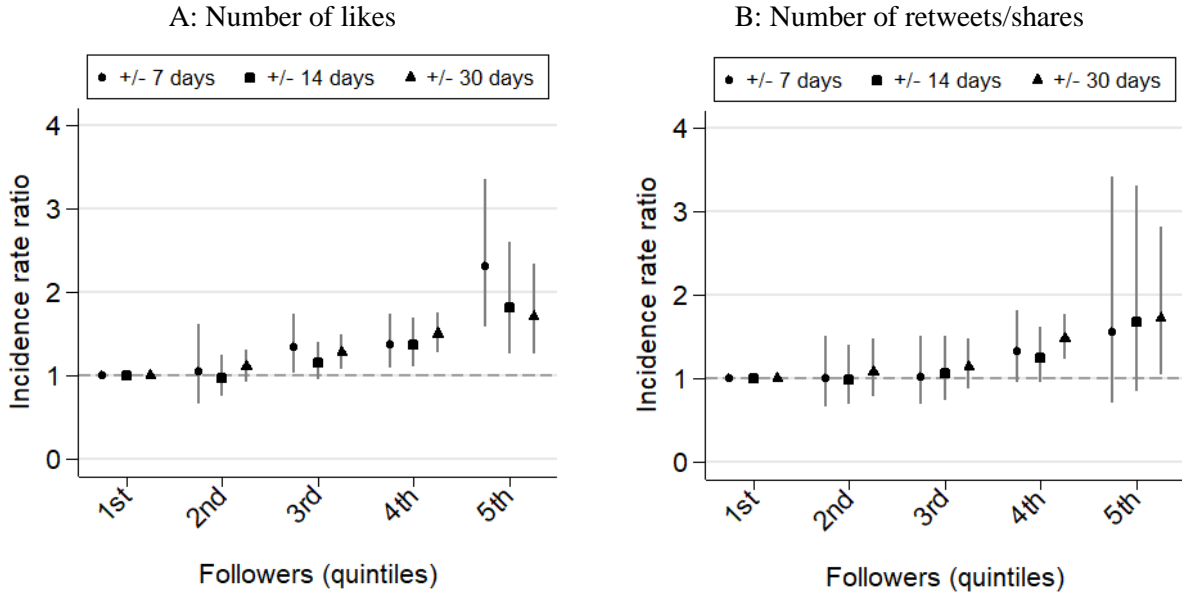 A: Number of likes
+/- 7 days +/- 14 days +/- 30 days
Incidence rate ratio
4
3
2
1
0
1st 2nd 3rd 4th 5th
Followers (quintiles)
B: Number of retweets/shares
+/- 7 days +/- 14 days +/- 30 days
Incidence rate ratio
4
3
2
1
0
1st 2nd 3rd 4th 5th
Followers (quintiles)